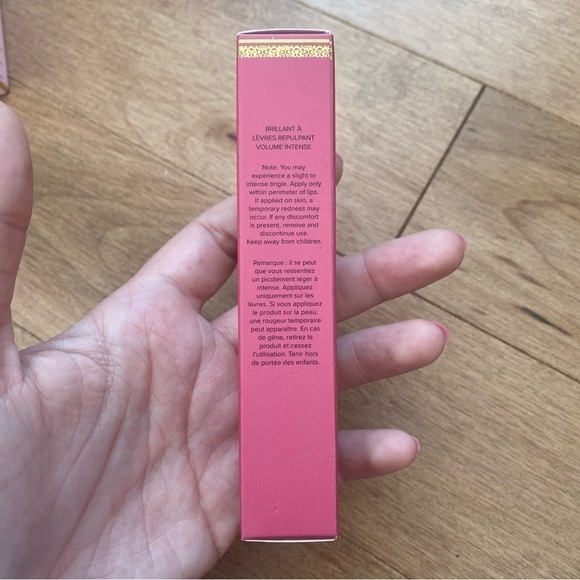 BRILLANT À
LÈVRES REPULPANT
VOLUME INTENSE
Note: You may
experience a slight to
intense tingle. Apply only
within perimeter of lips.
If applied on skin, a
temporary redness may
occur. If any discomfort
is present, remove and
discontinue use.
Keep away from children.
Remarque : il se peut
que vous ressentiez
un picotement léger à
intense. Appliquez
uniquement sur les
lèvres. Si vous appliquez
le produit sur la peau,
une rougeur temporaire
peut apparaître. En cas
de gêne, retirez le
produit et cessez
l'utilisation. Tenir hors
de portée des enfants.